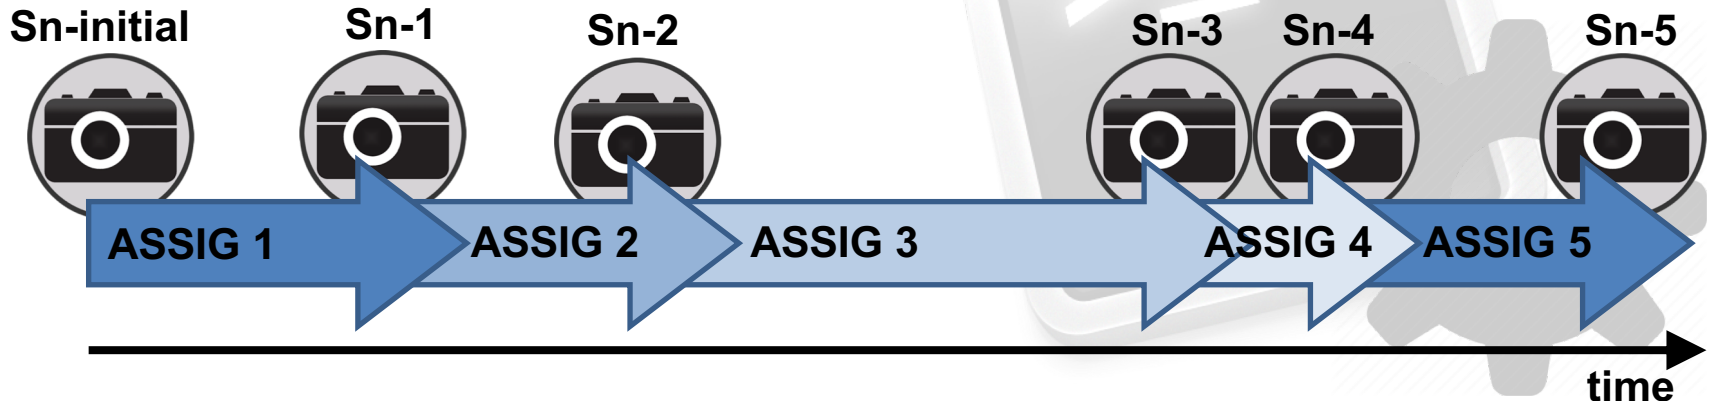 Sn-initial
Sn-1
Sn-2
Sn-3
Sn-4
Sn-5
ASSIG 1
ASSIG 2
ASSIG 3
ASSIG 4
ASSIG 5
time